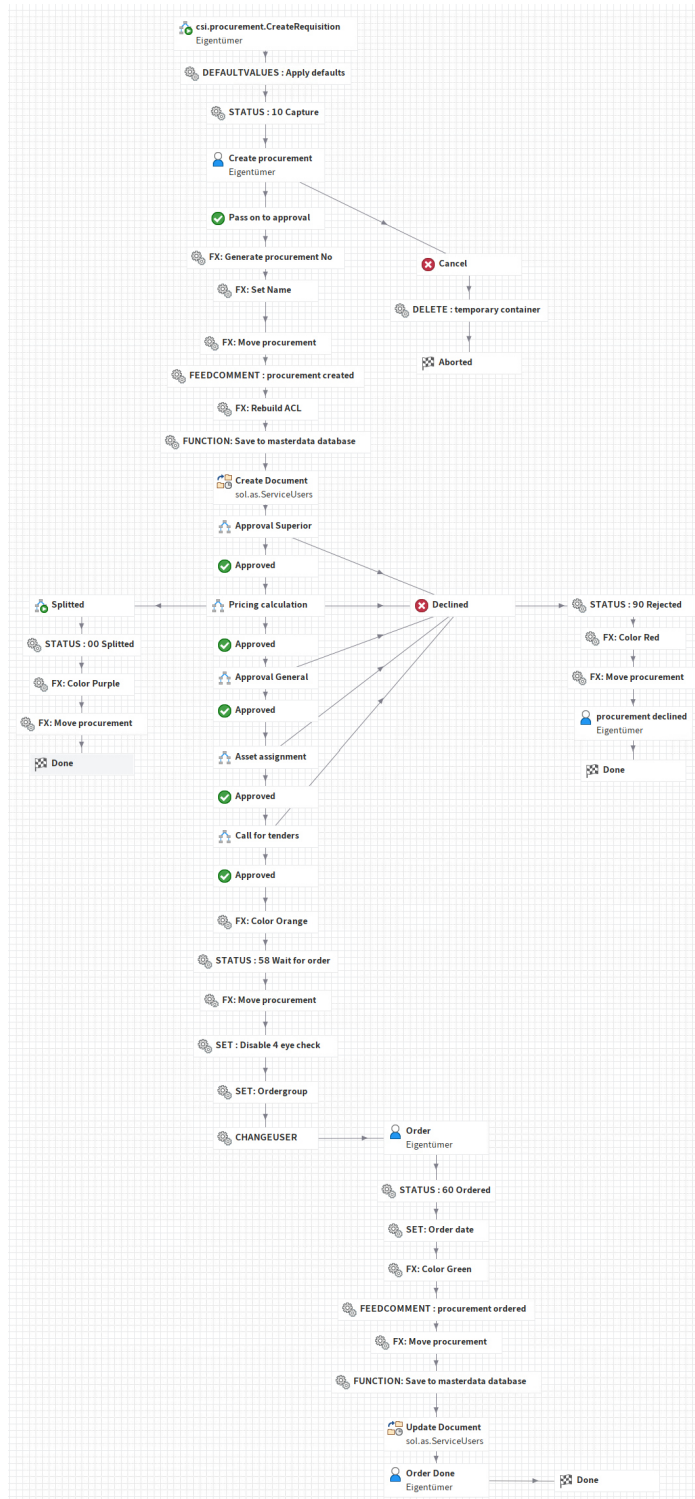 csi.procurement.CreateRequisition
Eigentümer
DEFAULTVALUES : Apply defaults
STATUS : 10 Capture
Create procurement
Eigentümer
Pass on to approval
FX: Generate procurement No
Cancel
FX: Set Name
DELETE : temporary container
FX: Move procurement
Aborted
FEEDCOMMENT : procurement created
FX: Rebuild ACL
FUNCTION: Save to masterdata database
Create Document
sol.as.ServiceUsers
Approval Superior
Approved
Splitted
Pricing calculation
Declined
STATUS : 90 Rejected
STATUS : 00 Splitted
Approved
FX: Color Red
FX: Color Purple
Approval General
FX: Move procurement
Approved
FX: Move procurement
procurement declined
Eigentümer
Done
Asset assignment
Done
Approved
Call for tenders
Approved
FX: Color Orange
STATUS : 58 Wait for order
FX: Move procurement
SET : Disable 4 eye check
SET: Ordergroup
CHANGEUSER
Order
Eigentümer
STATUS : 60 Ordered
SET: Order date
FX: Color Green
FEEDCOMMENT : procurement ordered
FX: Move procurement
FUNCTION: Save to masterdata database
Update Document
sol.as.ServiceUsers
Order Done
Eigentümer
Done